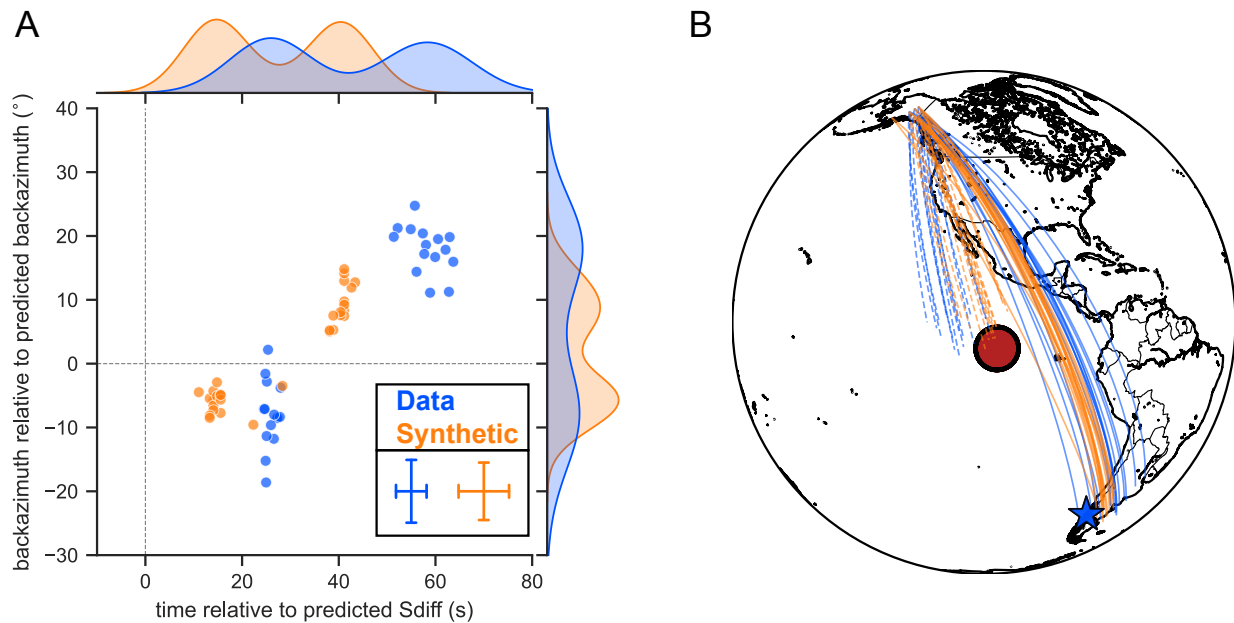 A
B
40
30
20
10
0
−10
−20
−30
backazimuth relative to predicted backazimuth (°)
Data
Synthetic
0
20
40
60
80
time relative to predicted Sdiff (s)